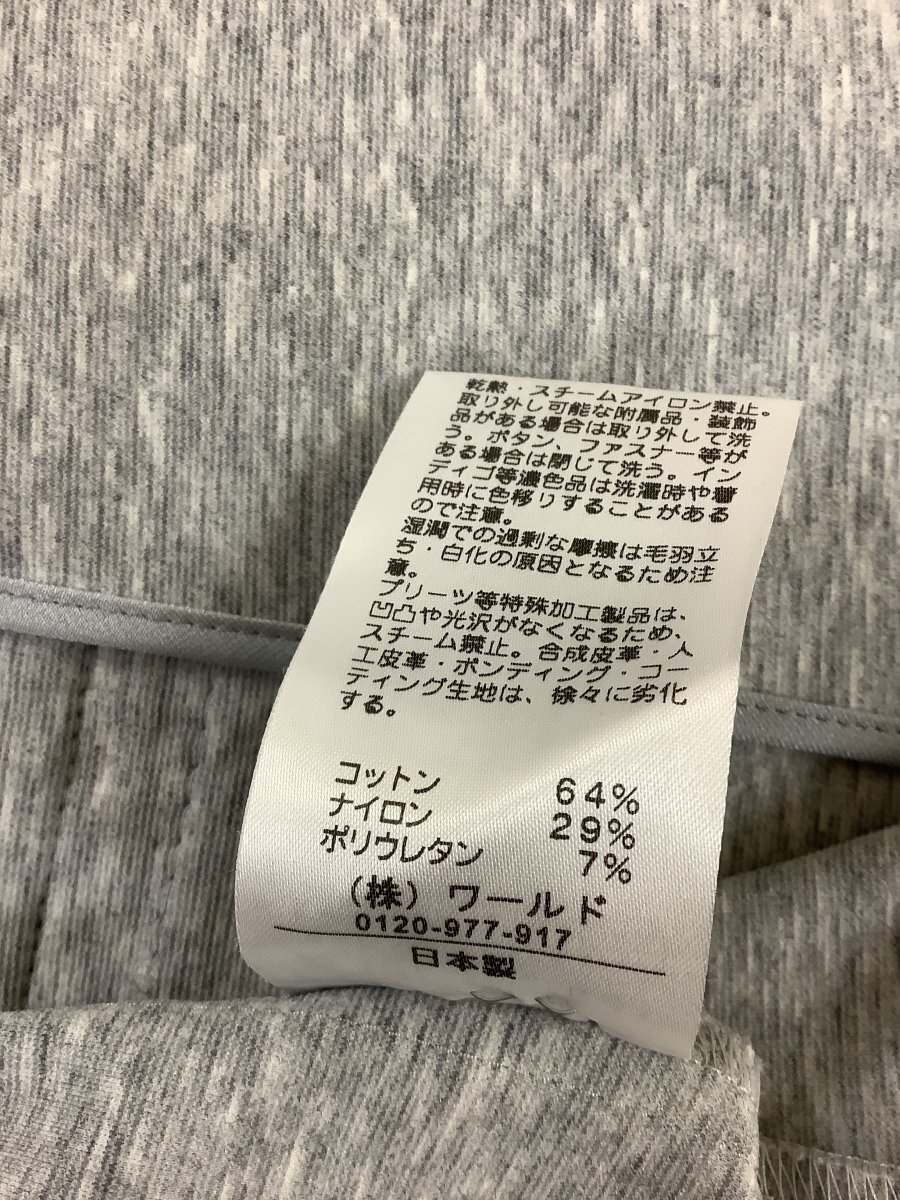 乾熱・スチームアイロン禁止。
取り外し可能な附属品・装飾
品がある場合は取り外して洗
う。ボタン、ファスナー等が
ある場合は閉じて洗う。イン
ディゴ等濃色品は洗濯時や着
用時に色移りすることがある
ので注意。
湿潤での過剰な摩擦は毛羽立
ち・白化の原因となるため注
意。
プリーツ等特殊加工製品は、
凹凸や光沢がなくなるため、
スチーム禁止。合成皮革・人
工皮革・ボンディング・コー
ティング生地は、徐々に劣化
する。
コットン 64%
ナイロン 29%
ポリウレタン 7%
(株) ワールド
0120-977-917
日本製